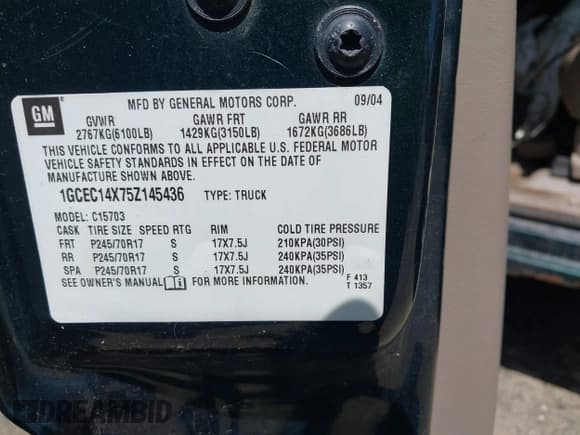 GM
MFD BY GENERAL MOTORS CORP. 09/04
GVWR GAWR FRT GAWR RR
2767KG(6100LB) 1429KG(3150LB) 1672KG(3686LB)
THIS VEHICLE CONFORMS TO ALL APPLICABLE U.S. FEDERAL MOTOR
VEHICLE SAFETY STANDARDS IN EFFECT ON THE DATE OF
MANUFACTURE SHOWN ABOVE.
1GCEC14X75Z145436 TYPE: TRUCK
MODEL: C15703
CASK TIRE SIZE SPEED RTG RIM COLD TIRE PRESSURE
FRT P245/70R17 S 17X7.5J 210KPA(30PSI)
RR P245/70R17 S 17X7.5J 240KPA(35PSI)
SPA P245/70R17 S 17X7.5J 240KPA(35PSI)
SEE OWNER'S MANUAL FOR MORE INFORMATION.
F 413
T 1357
DREAMBID